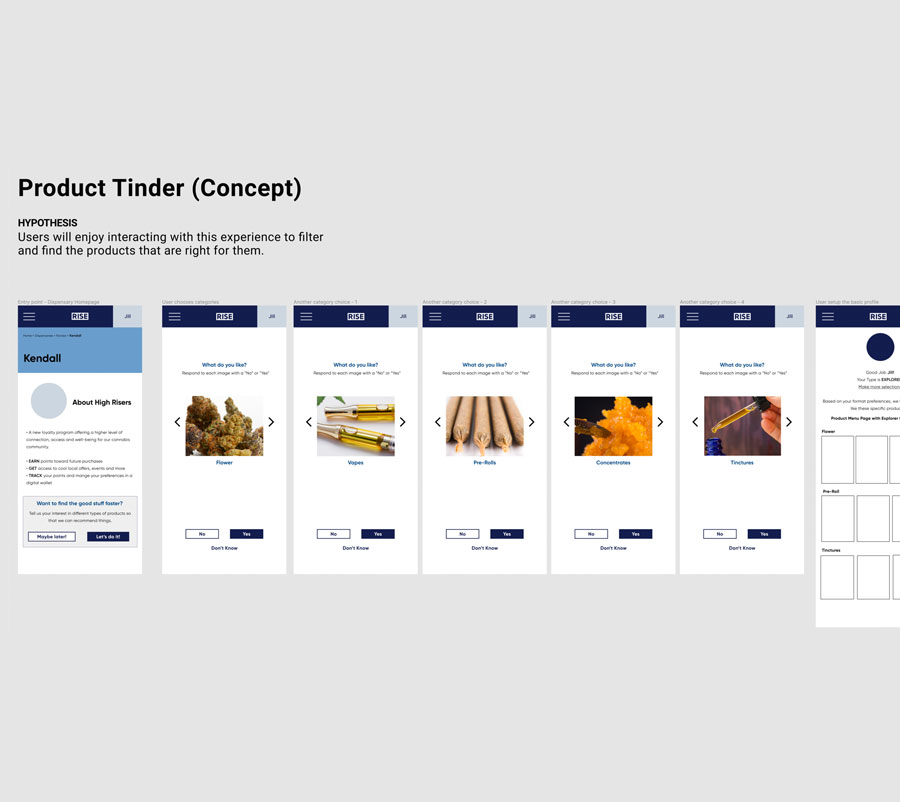 Product Tinder (Concept)
HYPOTHESIS
Users will enjoy interacting with this experience to filter
and find the products that are right for them.
Entry point - Dispensary Homepage
RISE
Jill
Home > Dispensaries > Florida > Kendall
Kendall
About High Risers
• A new loyalty program offering a higher level of
connection, access and well-being for our cannabis
community.
• EARN points toward future purchases
• GET access to cool local offers, events and more
• TRACK your points and mange your preferences in a
digital wallet
Want to find the good stuff faster?
Tell us your interest in different types of products so
that we can recommend things.
Maybe later!
Let's do it!
User chooses categories
RISE
Jill
What do you like?
Respond to each image with a "No" or "Yes"
Flower
No
Yes
Don't Know
Another category choice - 1
RISE
Jill
What do you like?
Respond to each image with a "No" or "Yes"
Vapes
No
Yes
Don't Know
Another category choice - 2
RISE
Jill
What do you like?
Respond to each image with a "No" or "Yes"
Pre-Rolls
No
Yes
Don't Know
Another category choice - 3
RISE
Jill
What do you like?
Respond to each image with a "No" or "Yes"
Concentrates
No
Yes
Don't Know
Another category choice - 4
RISE
Jill
What do you like?
Respond to each image with a "No" or "Yes"
Tinctures
No
Yes
Don't Know
User setup the basic profile
RISE
Good Job Jill!
Your Type is EXPLORE
Make more selection
Based on your format preferences, we
like these specific produc
Product Menu Page with Explorer
Flower
Pre-Roll
Tinctures